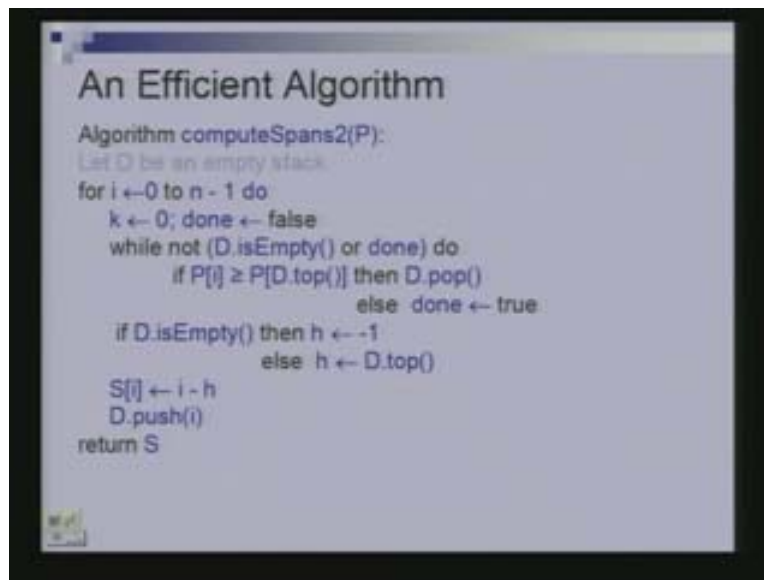 An Efficient Algorithm
Algorithm computeSpans2(P):
Let D be an empty stack
for i ←0 to n - 1 do
k ← 0; done ← false
while not (D.isEmpty() or done) do
if P[i] ≥ P[D.top()] then D.pop()
else done ← true
if D.isEmpty() then h ← -1
else h ← D.top()
S[i] ← i - h
D.push(i)
return S